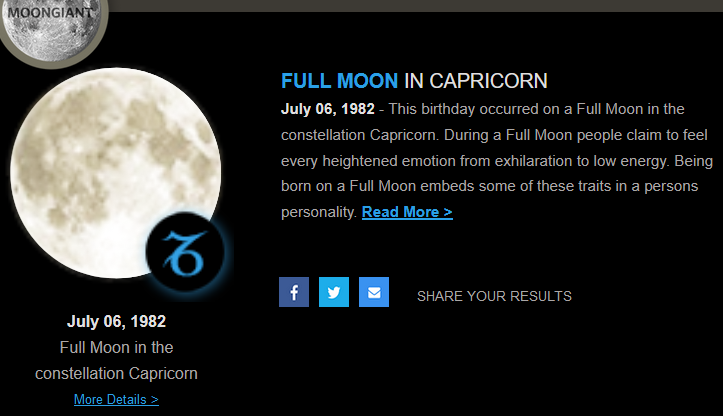 MOONGIANT
FULL MOON IN CAPRICORN
July 06, 1982 - This birthday occurred on a Full Moon in the
constellation Capricorn. During a Full Moon people claim to feel
every heightened emotion from exhilaration to low energy. Being
born on a Full Moon embeds some of these traits in a persons
personality. Read More >
SHARE YOUR RESULTS
July 06, 1982
Full Moon in the
constellation Capricorn
More Details >